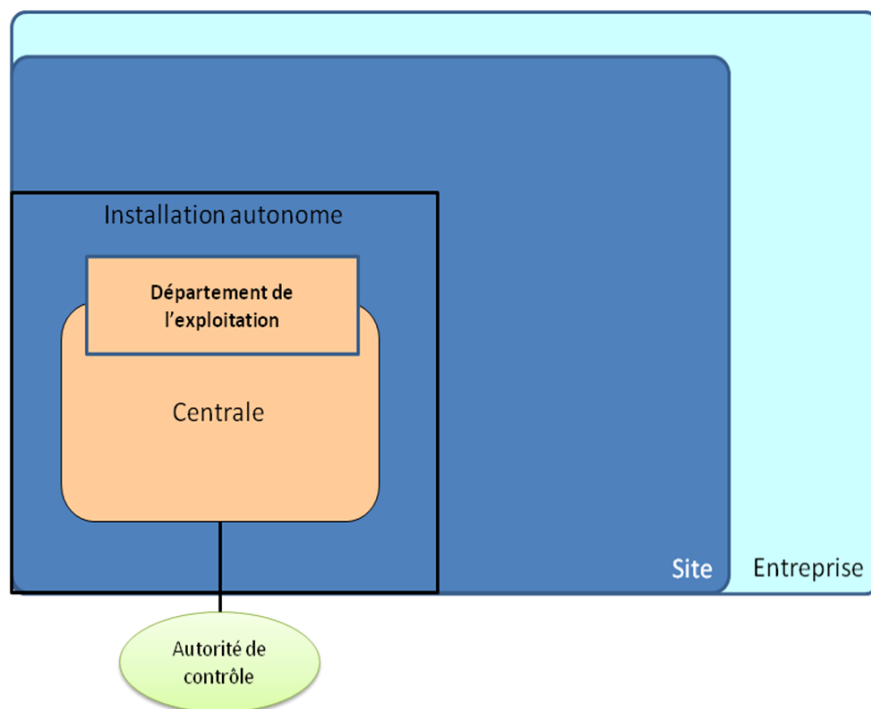 Installation autonome
Département de
l'exploitation
Centrale
Site
Entreprise
Autorité de
contrôle